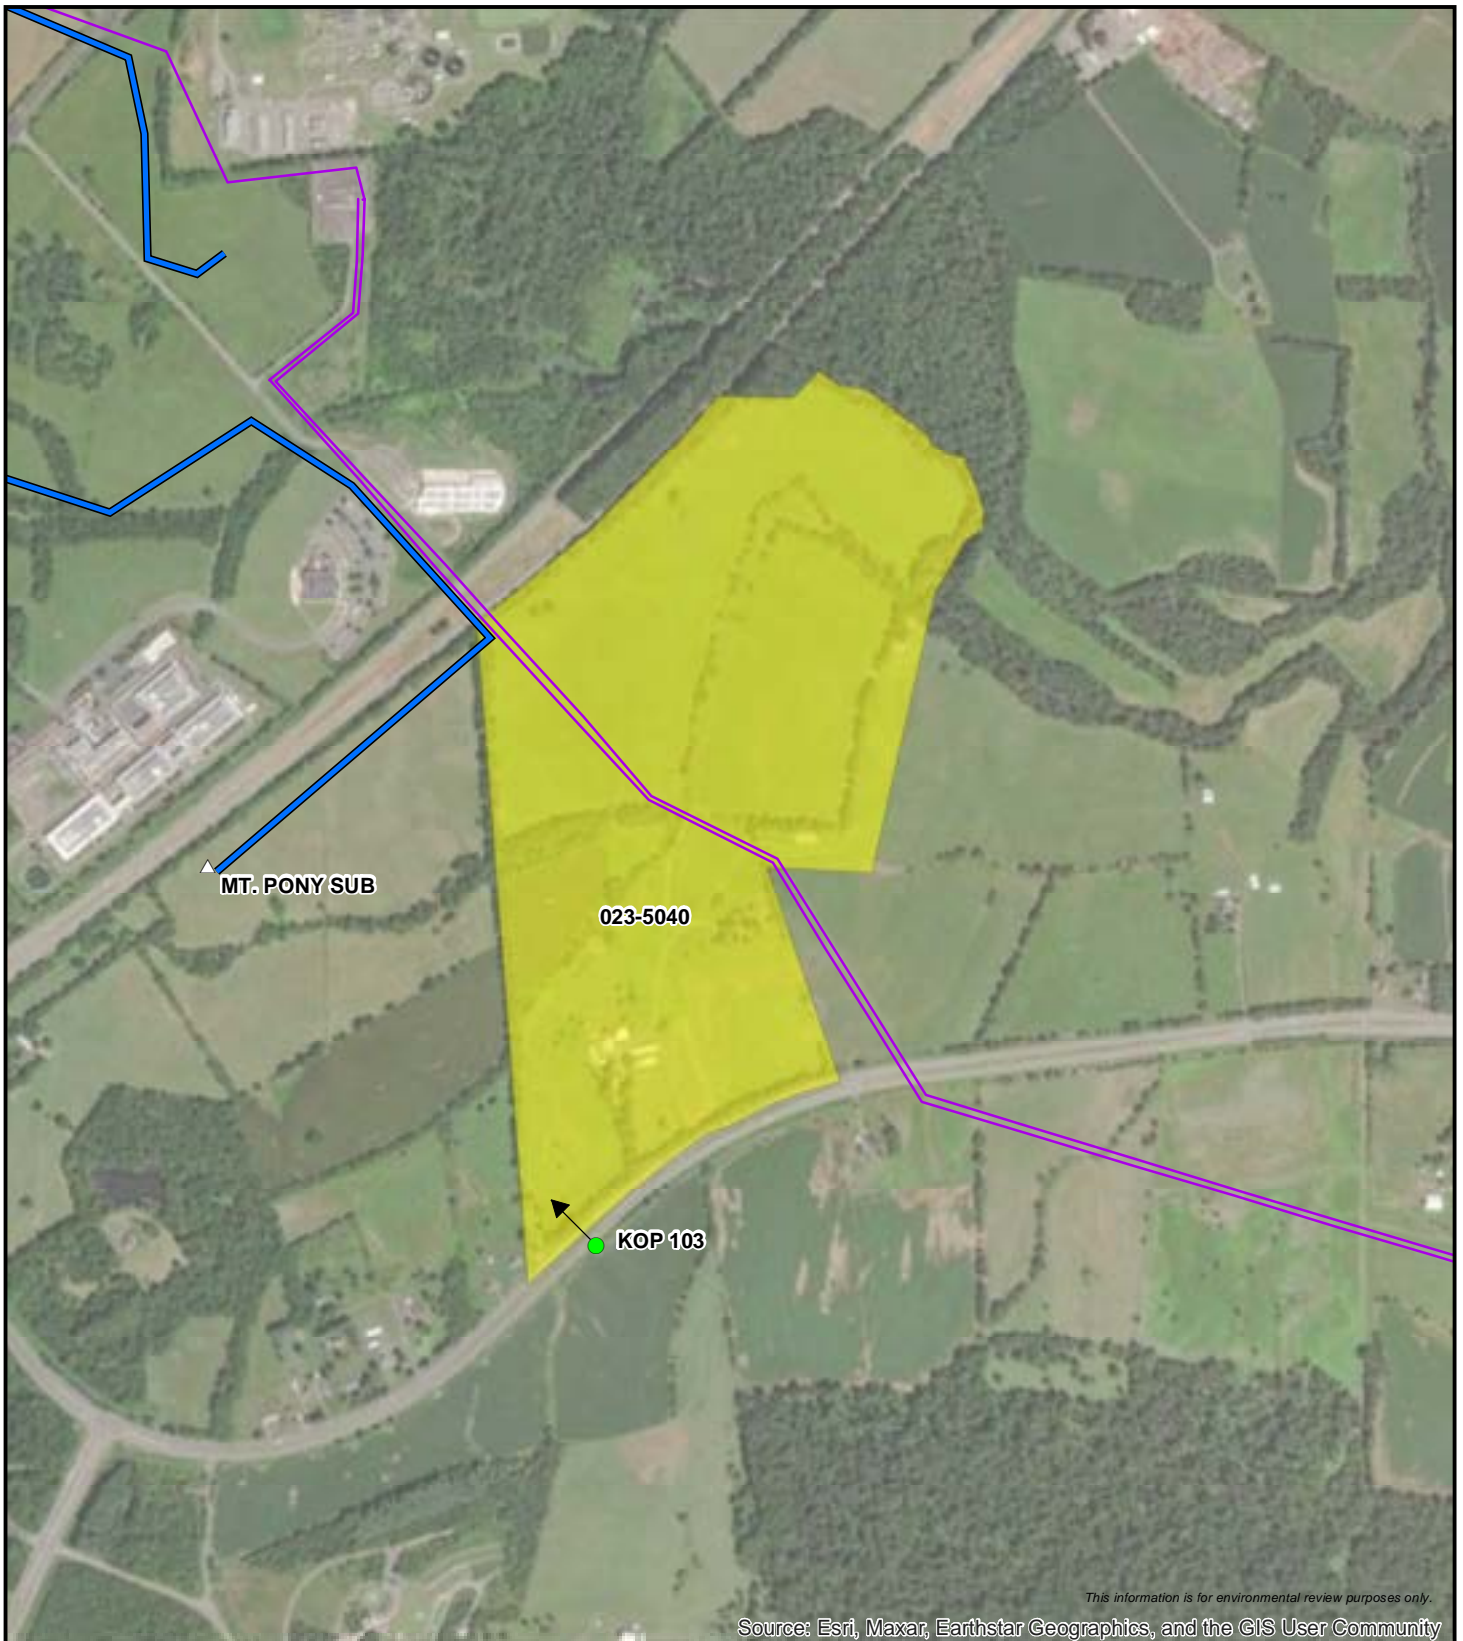 MT. PONY SUB
023-5040
KOP 103
This information is for environmental review purposes only.
Source: Esri, Maxar, Earthstar Geographics, and the GIS User Community